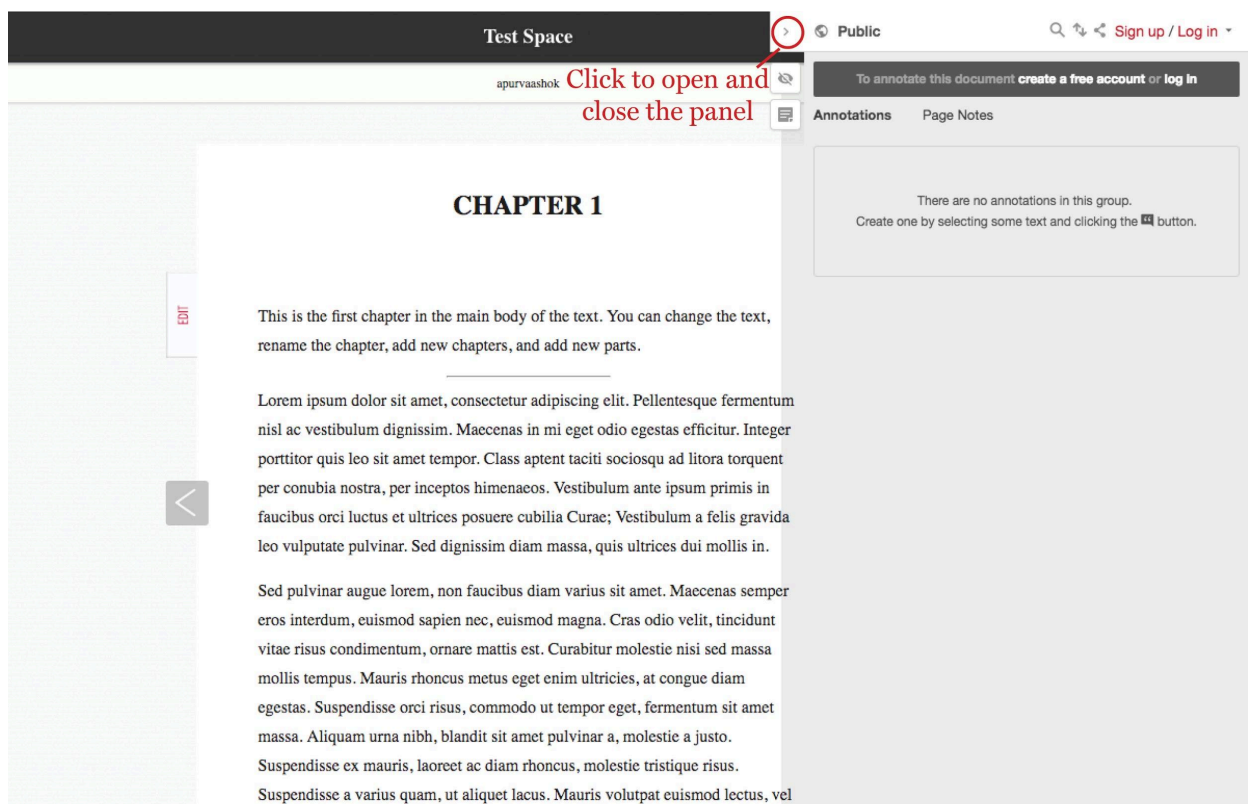 Test Space
apurvaashok
Click to open and
close the panel
Public
Sign up / Log in
To annotate this document create a free account or log in
Annotations
Page Notes
There are no annotations in this group.
Create one by selecting some text and clicking the button.
EDIT
CHAPTER 1
This is the first chapter in the main body of the text. You can change the text,
rename the chapter, add new chapters, and add new parts.
Lorem ipsum dolor sit amet, consectetur adipiscing elit. Pellentesque fermentum
nisl ac vestibulum dignissim. Maecenas in mi eget odio egestas efficitur. Integer
porttitor quis leo sit amet tempor. Class aptent taciti sociosqu ad litora torquent
per conubia nostra, per inceptos himenaeos. Vestibulum ante ipsum primis in
faucibus orci luctus et ultrices posuere cubilia Curae; Vestibulum a felis gravida
leo vulputate pulvinar. Sed dignissim diam massa, quis ultrices dui mollis in.
Sed pulvinar augue lorem, non faucibus diam varius sit amet. Maecenas semper
eros interdum, euismod sapien nec, euismod magna. Cras odio velit, tincidunt
vitae risus condimentum, ornare mattis est. Curabitur molestie nisi sed massa
mollis tempus. Mauris rhoncus metus eget enim ultricies, at congue diam
egestas. Suspendisse orci risus, commodo ut tempor eget, fermentum sit amet
massa. Aliquam urna nibh, blandit sit amet pulvinar a, molestie a justo.
Suspendisse ex mauris, laoreet ac diam rhoncus, molestie tristique risus.
Suspendisse a varius quam, ut aliquet lacus. Mauris volutpat euismod lectus, vel